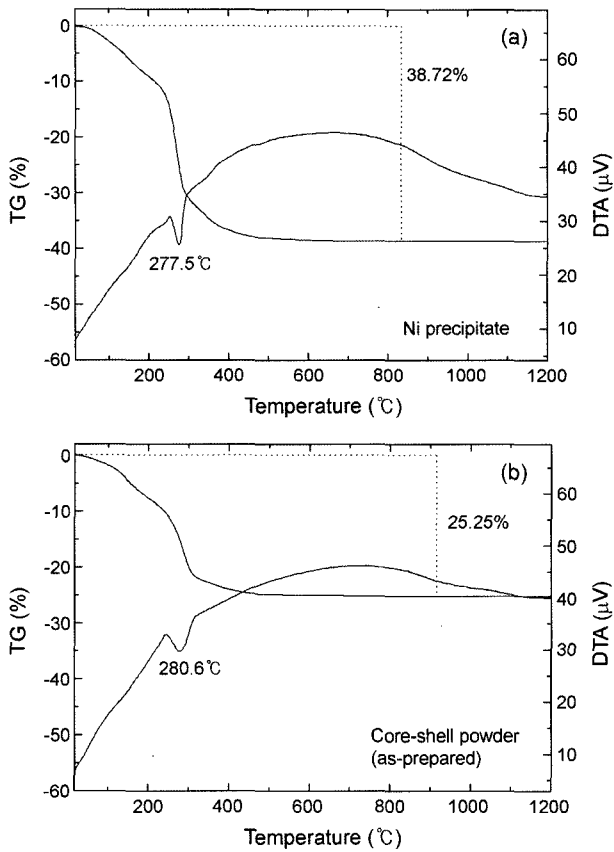 (a)
0
-10
-20
-30
-40
-50
-60
TG (%)
60
50
40
30
20
10
DTA (μV)
38.72%
277.5℃
Ni precipitate
200 400 600 800 1000 1200
Temperature (℃)
(b)
0
-10
-20
-30
-40
-50
-60
TG (%)
60
50
40
30
20
10
DTA (μV)
25.25%
280.6℃
Core-shell powder
(as-prepared)
200 400 600 800 1000 1200
Temperature (℃)